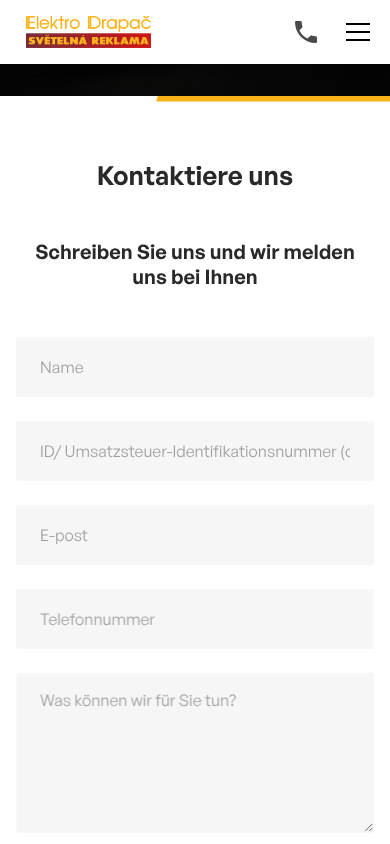 Elektro Drapač
SVĚTELNÁ REKLAMA
Kontaktiere uns
Schreiben Sie uns und wir melden
uns bei Ihnen
Name
ID/ Umsatzsteuer-Identifikationsnummer (c
E-post
Telefonnummer
Was können wir für Sie tun?